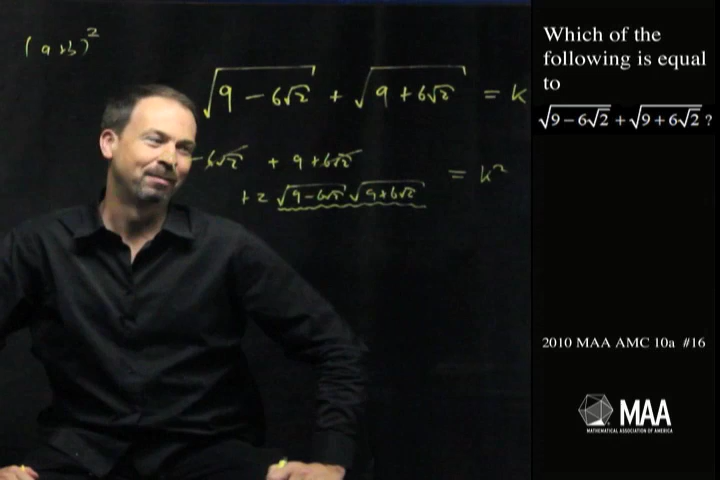 (a+b)²
√(9 − 6√2) + √(9 + 6√2) = k
− 6√2 + 9 + 6√2
+ 2 √(9 − 6√2) √(9 + 6√2) = k²
Which of the
following is equal
to
√(9 − 6√2) + √(9 + 6√2) ?
2010 MAA AMC 10a #16
MAA
MATHEMATICAL ASSOCIATION OF AMERICA